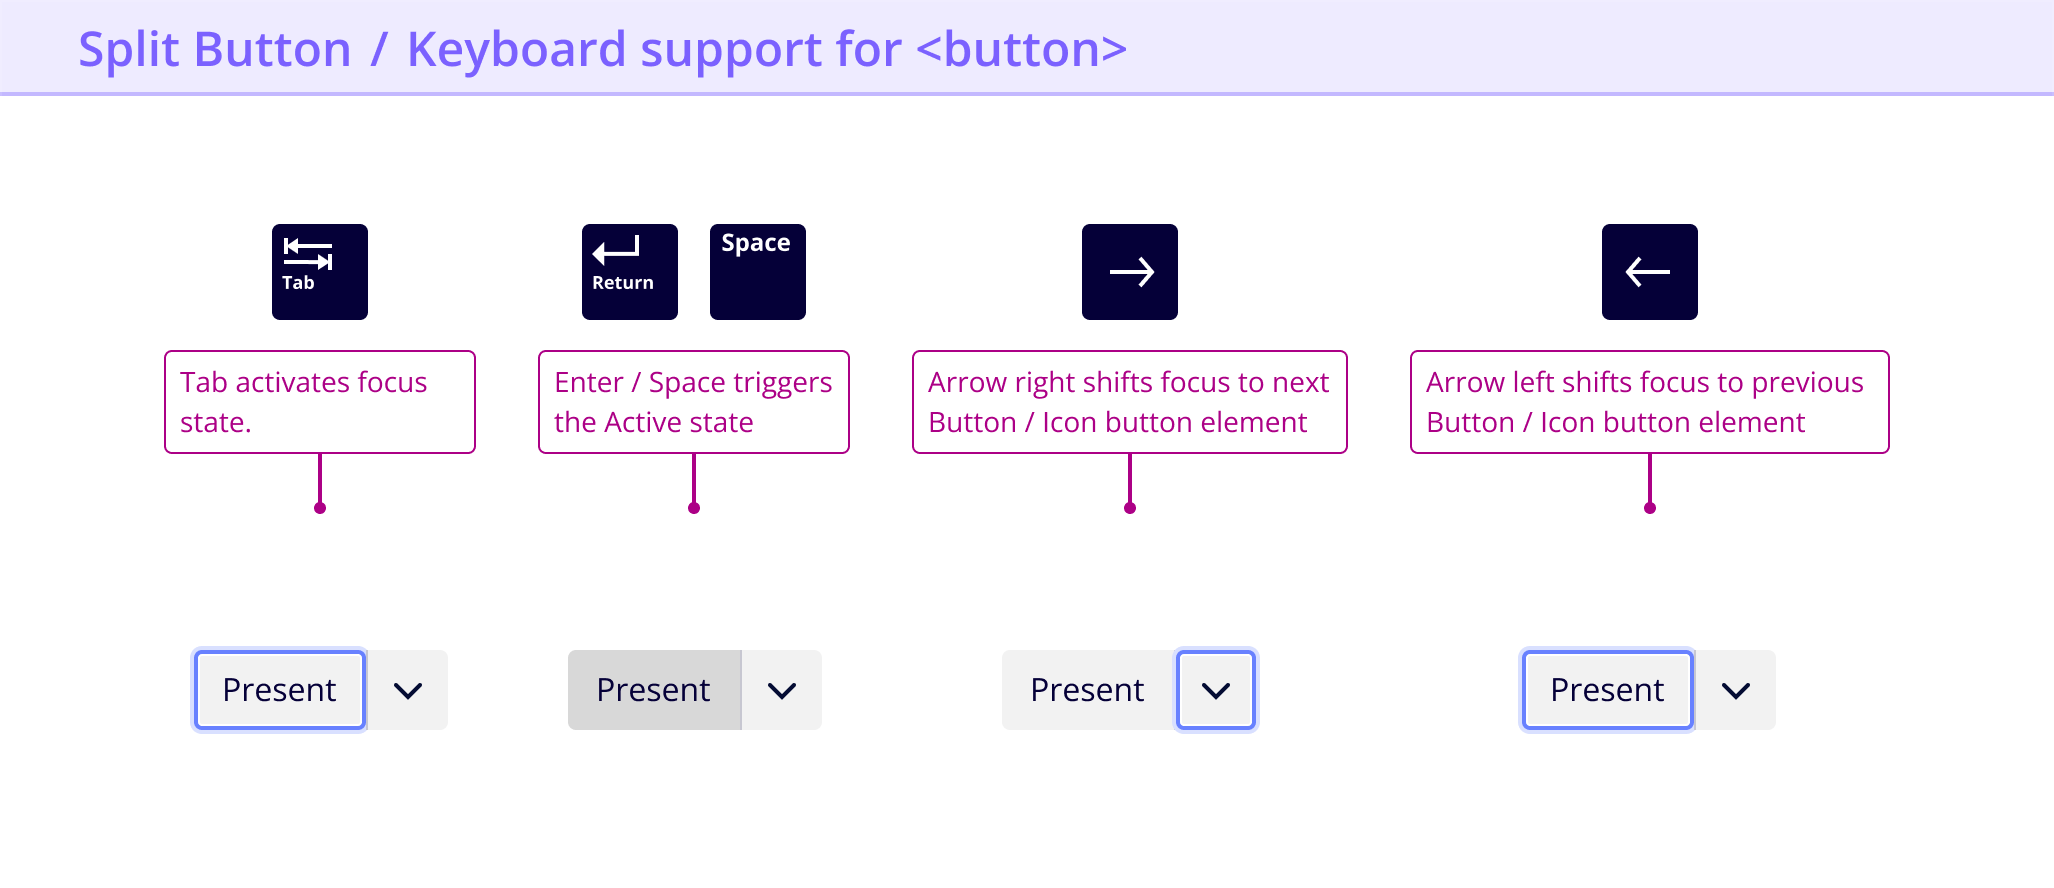 Split Button / Keyboard support for <button>
Tab
Return
Space
Tab activates focus
state.
Enter / Space triggers
the Active state
Arrow right shifts focus to next
Button / Icon button element
Arrow left shifts focus to previous
Button / Icon button element
Present
Present
Present
Present